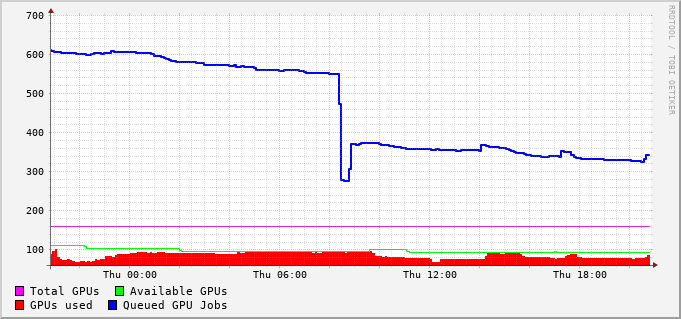 700
600
500
400
300
200
100
Thu 00:00 Thu 06:00 Thu 12:00 Thu 18:00
Total GPUs Available GPUs
GPUs used Queued GPU Jobs
RRDTOOL / TOBI OETIKER